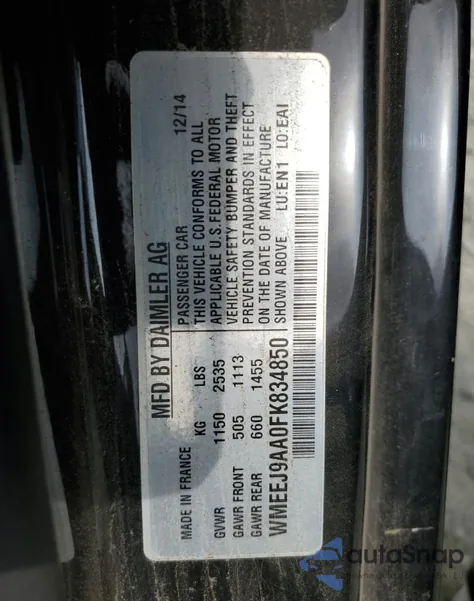 MFD BY DAIMLER AG
MADE IN FRANCE
PASSENGER CAR 12/14
THIS VEHICLE CONFORMS TO ALL
APPLICABLE U.S.FEDERAL MOTOR
VEHICLE SAFETY BUMPER AND THEFT
PREVENTION STANDARDS IN EFFECT
ON THE DATE OF MANUFACTURE
SHOWN ABOVE LU:EN1 LO:EAI
KG LBS
GVWR 1150 2535
GAWR FRONT 505 1113
GAWR REAR 660 1455
WMEEJ9AA0FK834850
autoSnap